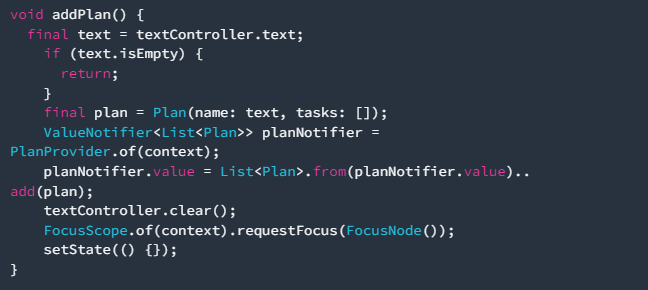 void addPlan() {
  final text = textController.text;
    if (text.isEmpty) {
      return;
    }
    final plan = Plan(name: text, tasks: []);
    ValueNotifier<List<Plan>> planNotifier =
PlanProvider.of(context);
    planNotifier.value = List<Plan>.from(planNotifier.value)..
add(plan);
    textController.clear();
    FocusScope.of(context).requestFocus(FocusNode());
    setState(() {});
}